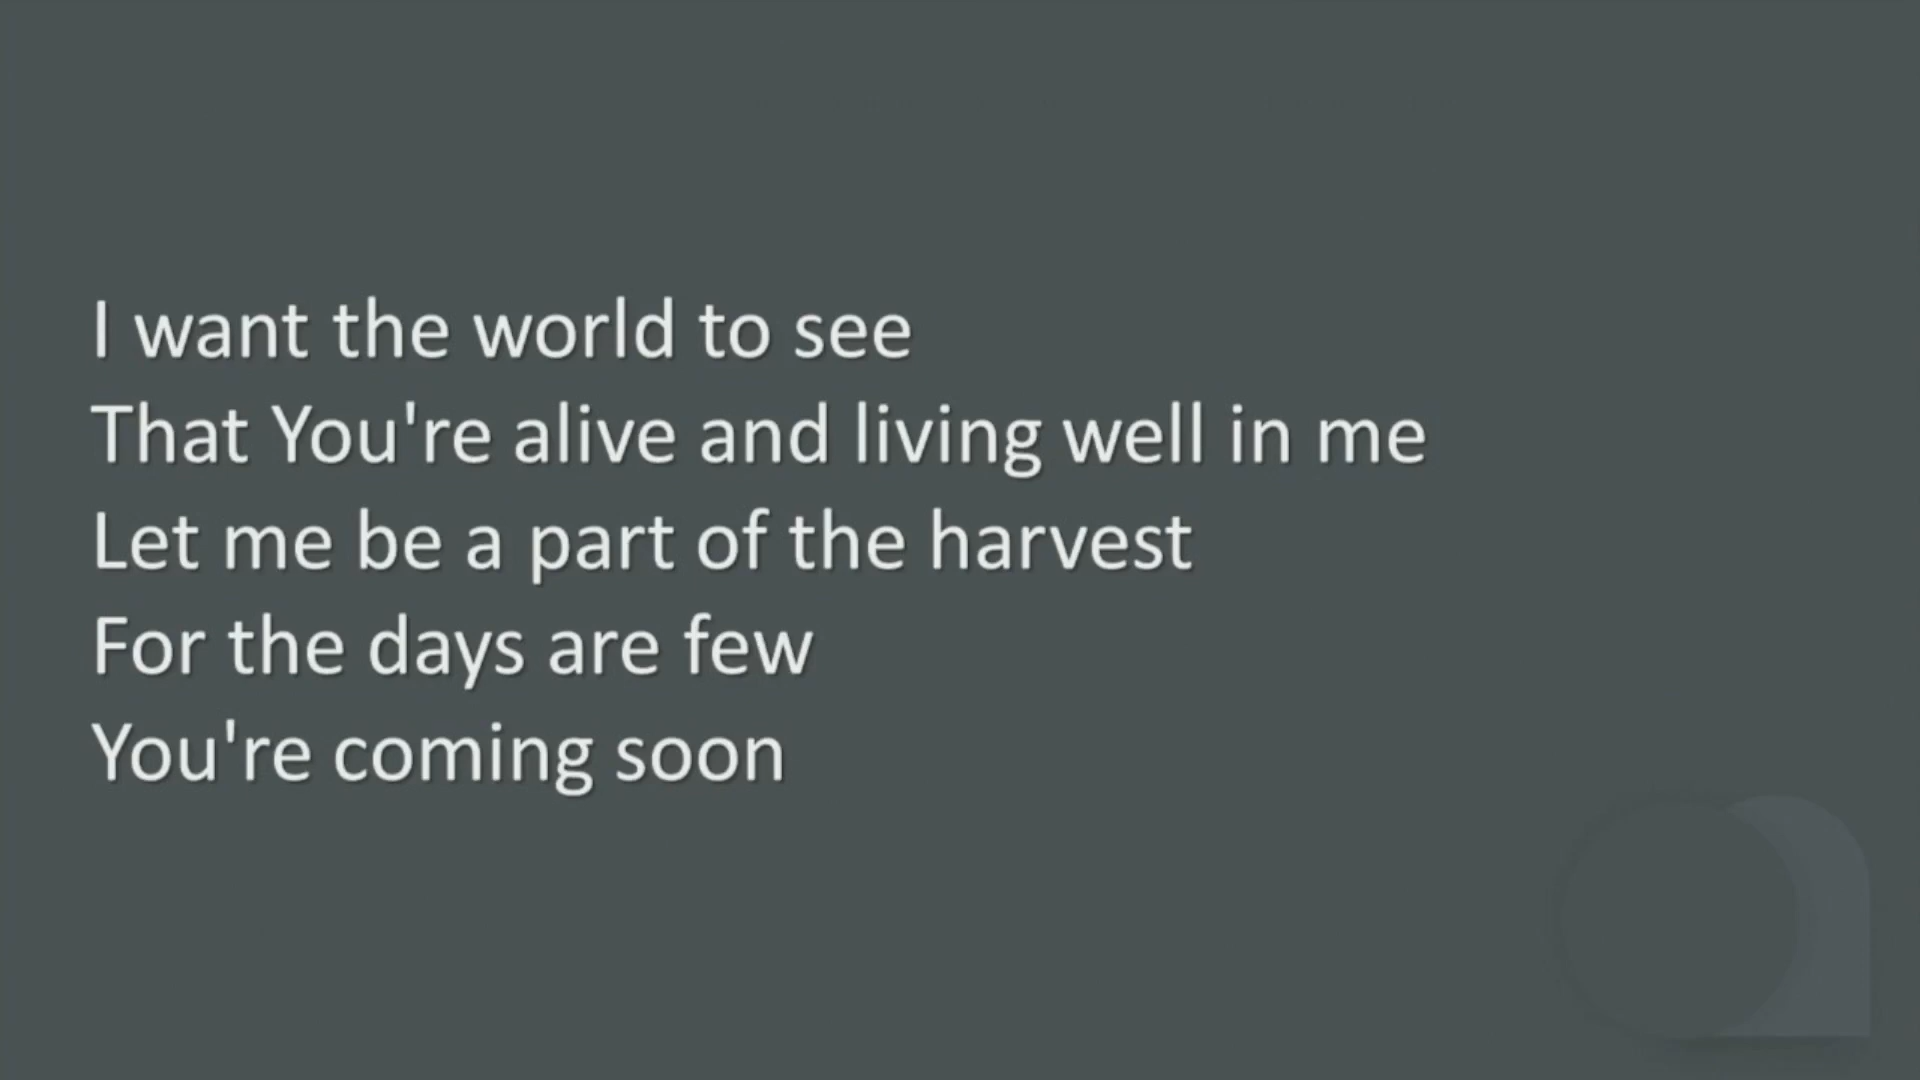 I want the world to see
That You're alive and living well in me
Let me be a part of the harvest
For the days are few
You're coming soon